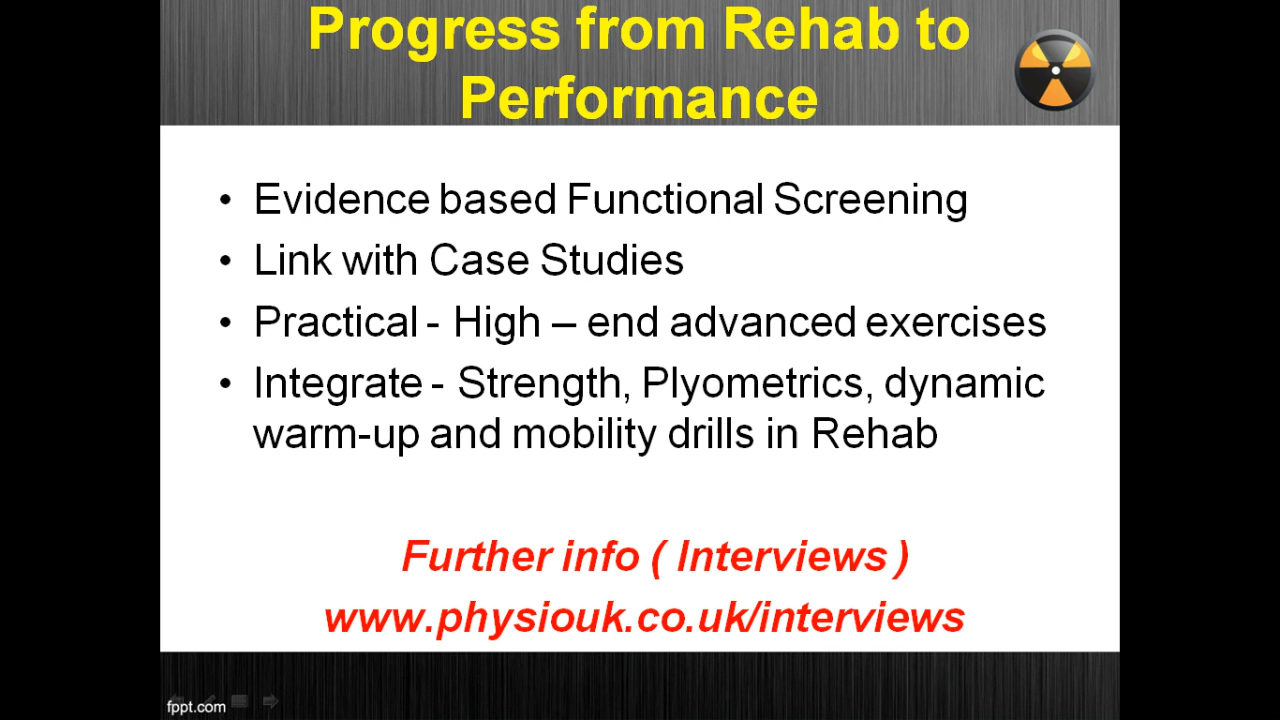 Progress from Rehab to
Performance
• Evidence based Functional Screening
• Link with Case Studies
• Practical - High – end advanced exercises
• Integrate - Strength, Plyometrics, dynamic
warm-up and mobility drills in Rehab
Further info ( Interviews )
www.physiouk.co.uk/interviews
fppt.com